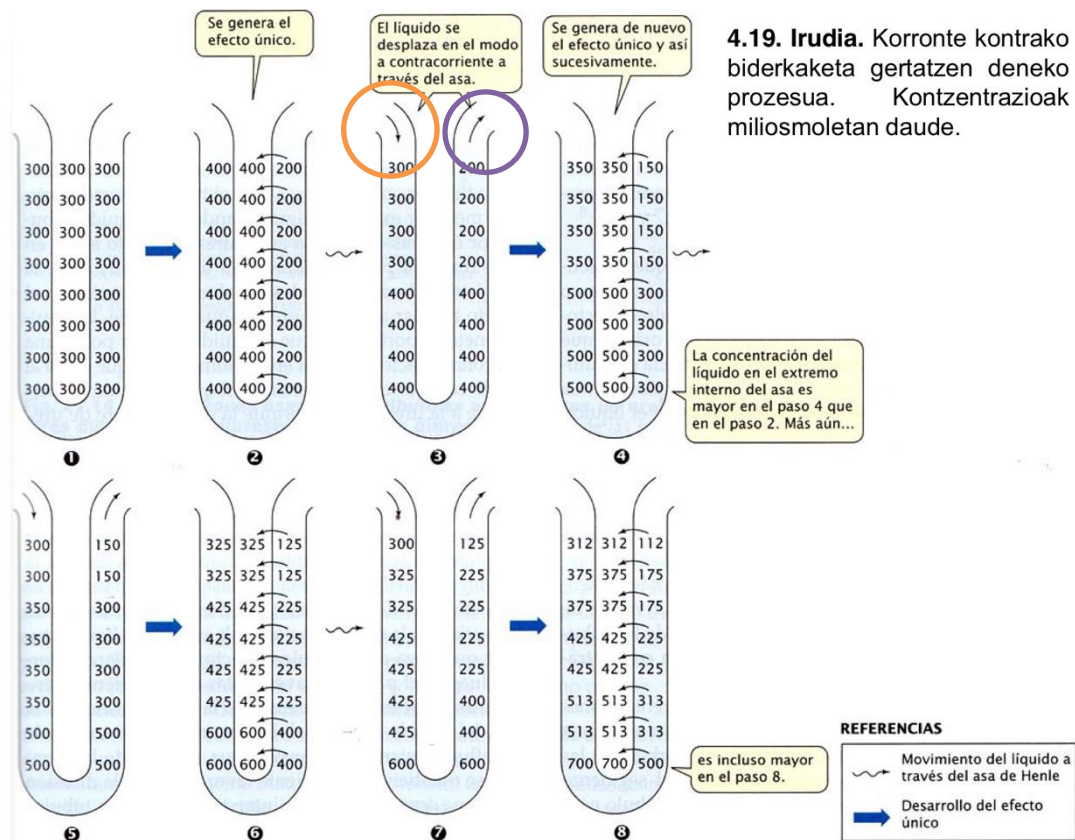 Se genera el
efecto único.
El líquido se
desplaza en el modo
a contracorriente a
través del asa.
Se genera de nuevo
el efecto único y así
sucesivamente.
4.19. Irudia. Korronte kontrako
biderkaketa gertatzen deneko
prozesua. Kontzentrazioak
miliosmoletan daude.
300 300 300 400 400 200 300 200 350 350 150
300 300 300 400 400 200 300 200 350 350 150
300 300 300 400 400 200 300 200 350 350 150
300 300 300 400 400 200 300 200 350 350 150
300 300 300 400 400 200 400 400 500 500 300
300 300 300 400 400 200 400 400 500 500 300
300 300 300 400 400 200 400 400 500 500 300
300 300 300 400 400 200 400 400 500 500 300
La concentración del
líquido en el extremo
interno del asa es
mayor en el paso 4 que
en el paso 2. Más aún...
1 2 3 4
300 150 325 325 125 300 125 312 312 112
300 150 325 325 125 325 225 375 375 175
350 300 425 425 225 325 225 375 375 175
350 300 425 425 225 425 225 425 425 225
350 300 425 425 225 425 225 425 425 225
350 300 425 425 225 425 400 513 513 313
500 500 600 600 400 425 400 513 513 313
500 500 600 600 400 600 600 700 700 500
es incluso mayor
en el paso 8.
5 6 7 8
REFERENCIAS
Movimiento del líquido a
través del asa de Henle
Desarrollo del efecto
único